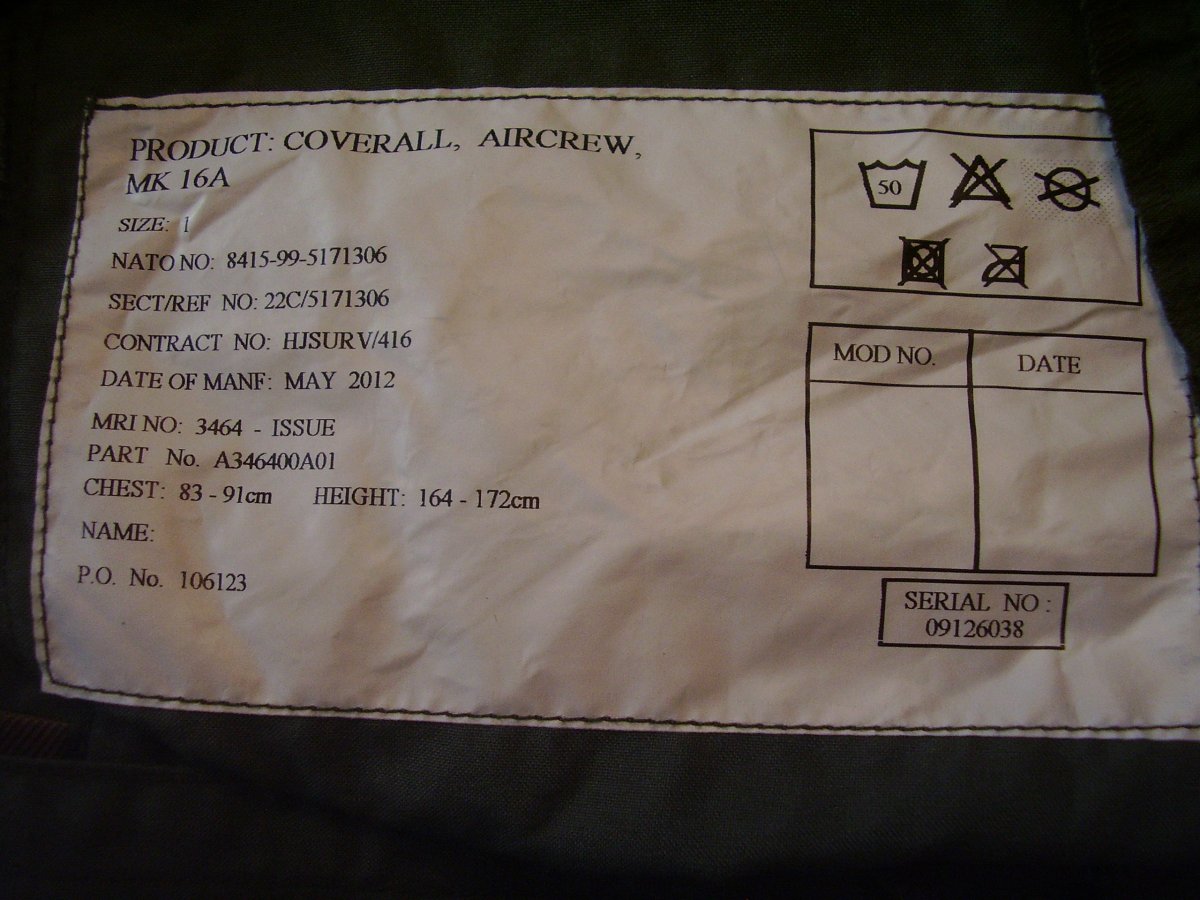 PRODUCT: COVERALL, AIRCREW,
MK 16A
SIZE: 1
NATO NO: 8415-99-5171306
SECT/REF NO: 22C/5171306
CONTRACT NO: HJSURV/416
DATE OF MANF: MAY 2012
MRI NO: 3464 - ISSUE
PART No. A346400A01
CHEST: 83 - 91cm HEIGHT: 164 - 172cm
NAME:
P.O. No. 106123
50
MOD NO. DATE
SERIAL NO :
09126038